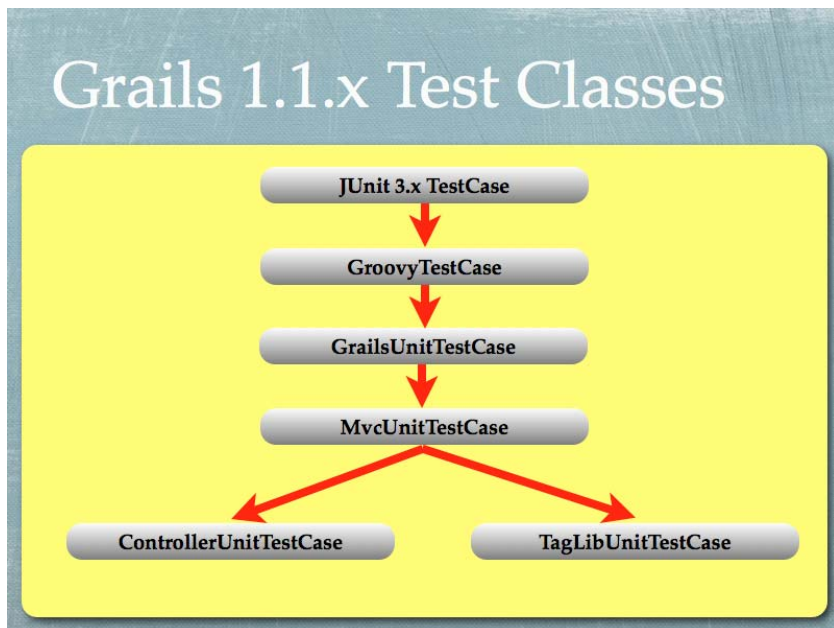 Grails 1.1.x Test Classes
JUnit 3.x TestCase
GroovyTestCase
GrailsUnitTestCase
MvcUnitTestCase
ControllerUnitTestCase
TagLibUnitTestCase